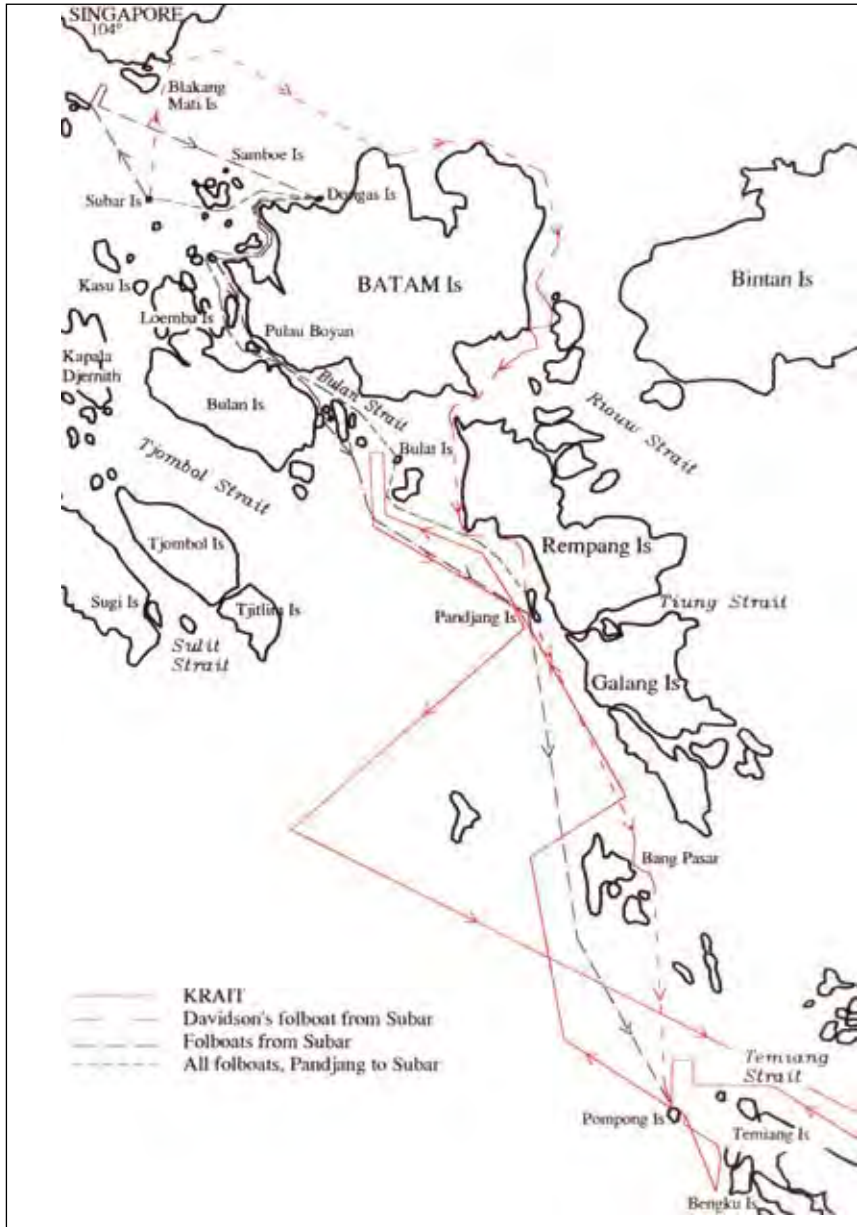 SINGAPORE
104°
Blakang
Mati Is
Samboe Is
Subar Is
Dongas Is
BATAM Is
Bintan Is
Kasu Is
Loemba Is
Pulau Boyan
Kapala
Djernith
Bulan Strait
Riouw Strait
Bulan Is
Bulat Is
Tjombol Strait
Tjombol Is
Rempang Is
Sugi Is
Tjitlim Is
Pandjang Is
Tiung Strait
Sulit
Strait
Galang Is
Bang Pasar
KRAIT
Davidson's folboat from Subar
Folboats from Subar
All folboats, Pandjang to Subar
Temiang
Strait
Pompong Is
Temiang Is
Bengku Is